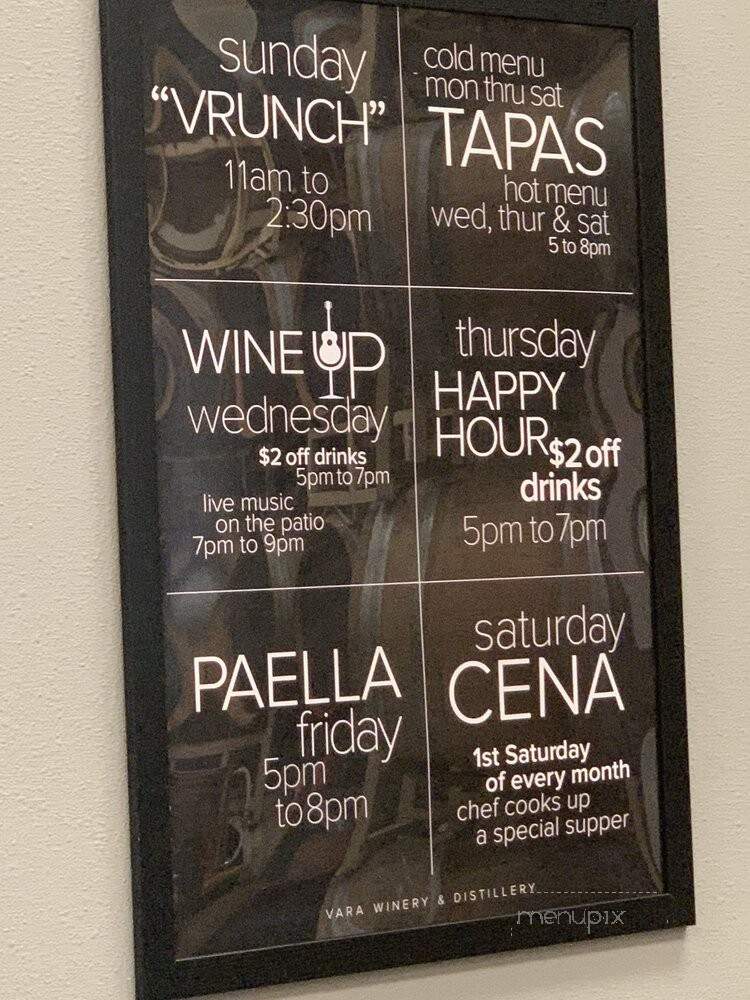 sunday
“VRUNCH”
11am to
2:30pm
cold menu
mon thru sat
TAPAS
hot menu
wed, thur & sat
5 to 8pm
WINE UP
wednesday
$2 off drinks
5pm to 7pm
live music
on the patio
7pm to 9pm
thursday
HAPPY
HOUR $2 off
drinks
5pm to 7pm
PAELLA
friday
5pm
to 8pm
saturday
CENA
1st Saturday
of every month
chef cooks up
a special supper
VARA WINERY & DISTILLERY
menupix